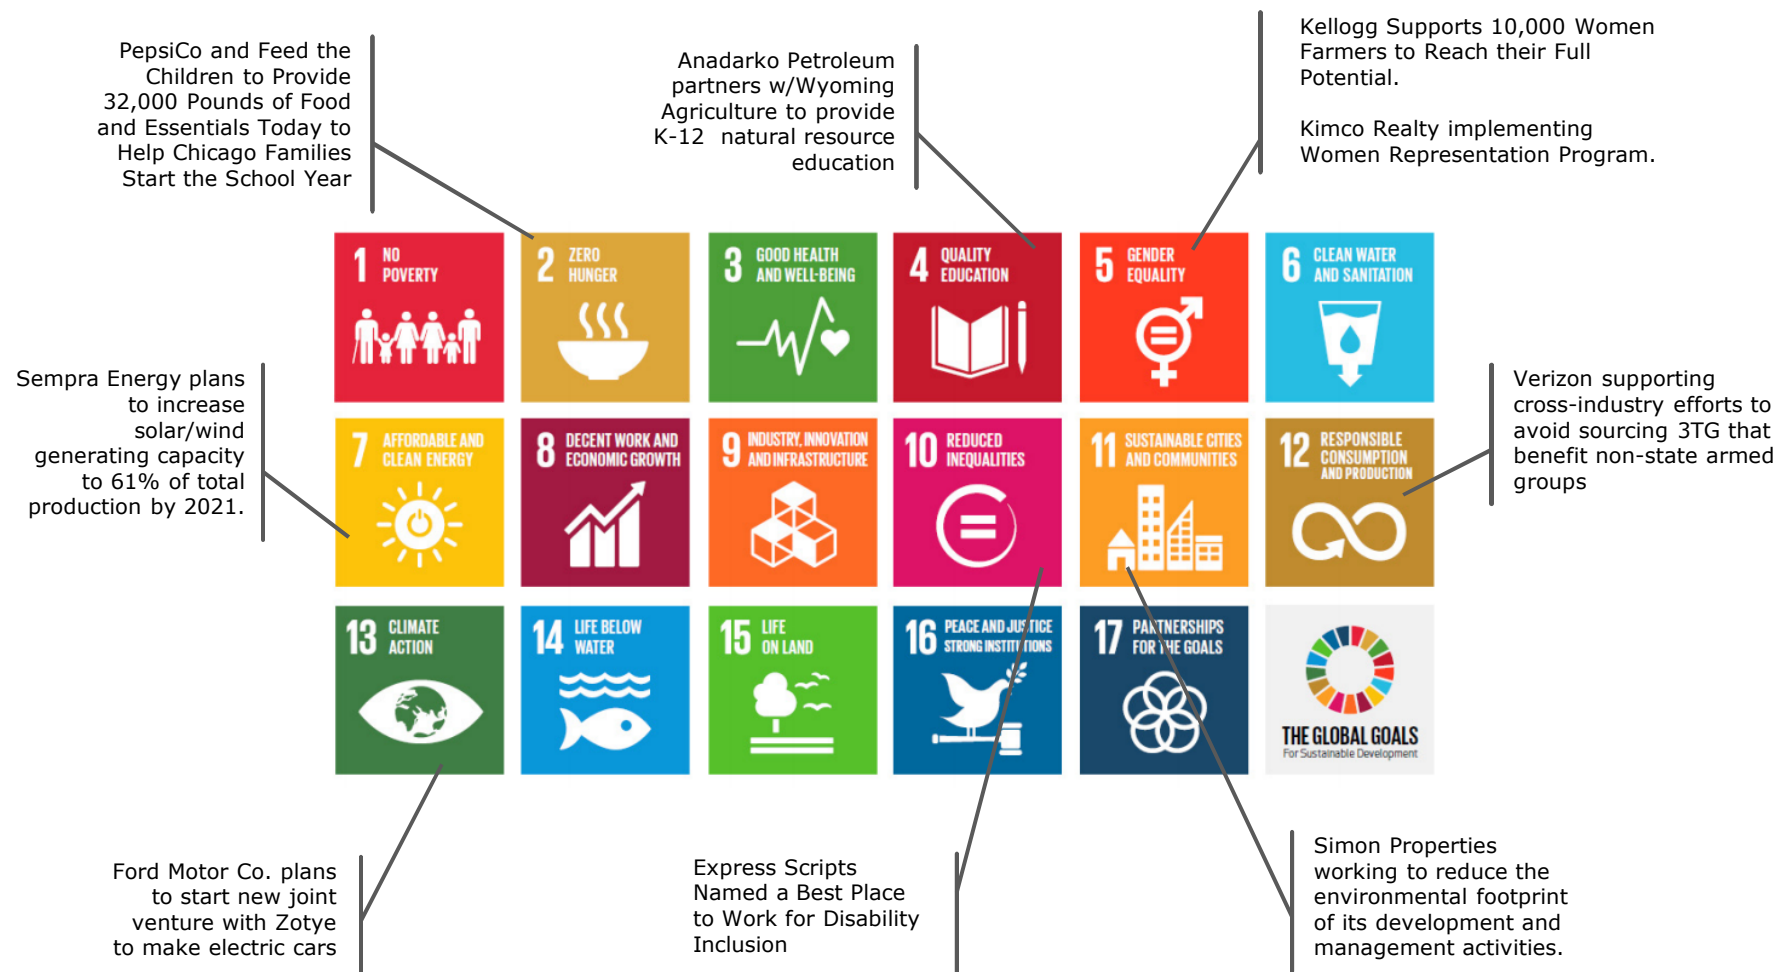 PepsiCo and Feed the
Children to Provide
32,000 Pounds of Food
and Essentials Today to
Help Chicago Families
Start the School Year
Anadarko Petroleum
partners w/Wyoming
Agriculture to provide
K-12 natural resource
education
Kellogg Supports 10,000 Women
Farmers to Reach their Full
Potential.
Kimco Realty implementing
Women Representation Program.
1 NO
POVERTY
2 ZERO
HUNGER
3 GOOD HEALTH
AND WELL-BEING
4 QUALITY
EDUCATION
5 GENDER
EQUALITY
6 CLEAN WATER
AND SANITATION
Sempra Energy plans
to increase
solar/wind
generating capacity
to 61% of total
production by 2021.
7 AFFORDABLE AND
CLEAN ENERGY
8 DECENT WORK AND
ECONOMIC GROWTH
9 INDUSTRY, INNOVATION
AND INFRASTRUCTURE
10 REDUCED
INEQUALITIES
11 SUSTAINABLE CITIES
AND COMMUNITIES
12 RESPONSIBLE
CONSUMPTION
AND PRODUCTION
Verizon supporting
cross-industry efforts to
avoid sourcing 3TG that
benefit non-state armed
groups
13 CLIMATE
ACTION
14 LIFE BELOW
WATER
15 LIFE
ON LAND
16 PEACE AND JUSTICE
STRONG INSTITUTIONS
17 PARTNERSHIPS
FOR THE GOALS
THE GLOBAL GOALS
For Sustainable Development
Ford Motor Co. plans
to start new joint
venture with Zotye
to make electric cars
Express Scripts
Named a Best Place
to Work for Disability
Inclusion
Simon Properties
working to reduce the
environmental footprint
of its development and
management activities.